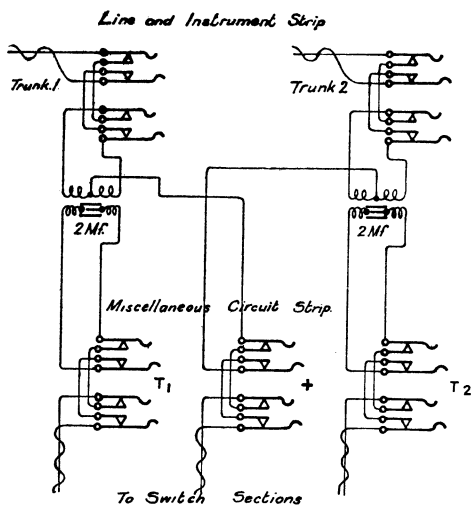 Line and Instrument Strip
Trunk.1.
Trunk 2
2 Mf.
2 Mf
Miscellaneous Circuit Strip.
T1
+
T2
To Switch Sections